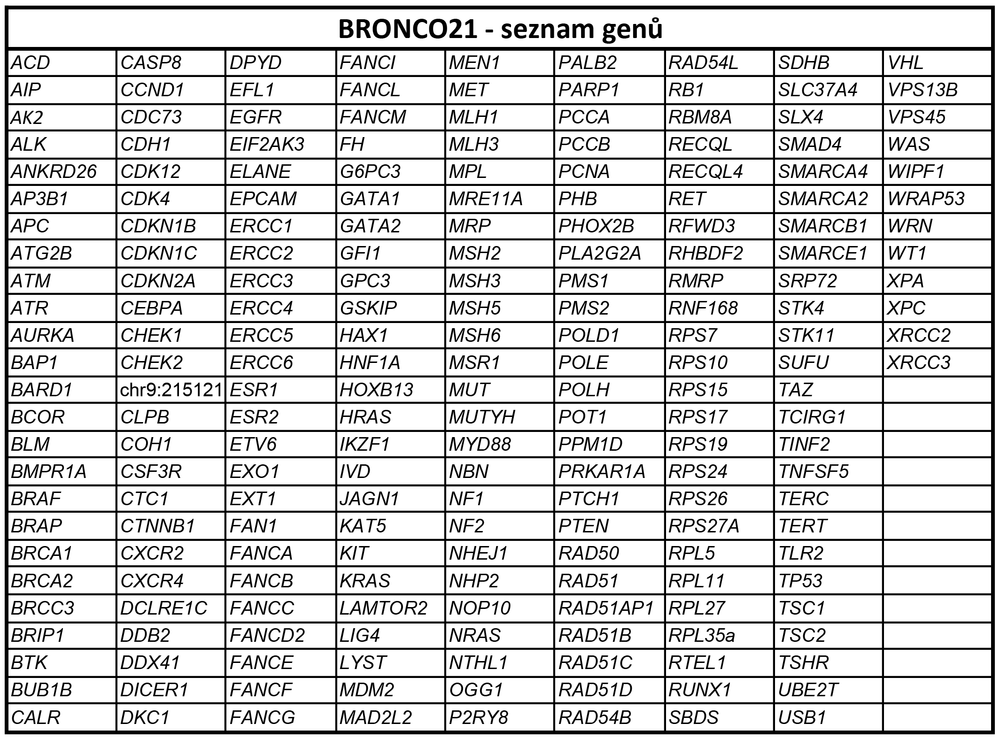 BRONCO21 - seznam genů
ACD CASP8 DPYD FANCI MEN1 PALB2 RAD54L SDHB VHL
AIP CCND1 EFL1 FANCL MET PARP1 RB1 SLC37A4 VPS13B
AK2 CDC73 EGFR FANCM MLH1 PCCA RBM8A SLX4 VPS45
ALK CDH1 EIF2AK3 FH MLH3 PCCB RECQL SMAD4 WAS
ANKRD26 CDK12 ELANE G6PC3 MPL PCNA RECQL4 SMARCA4 WIPF1
AP3B1 CDK4 EPCAM GATA1 MRE11A PHB RET SMARCA2 WRAP53
APC CDKN1B ERCC1 GATA2 MRP PHOX2B RFWD3 SMARCB1 WRN
ATG2B CDKN1C ERCC2 GFI1 MSH2 PLA2G2A RHBDF2 SMARCE1 WT1
ATM CDKN2A ERCC3 GPC3 MSH3 PMS1 RMRP SRP72 XPA
ATR CEBPA ERCC4 GSKIP MSH5 PMS2 RNF168 STK4 XPC
AURKA CHEK1 ERCC5 HAX1 MSH6 POLD1 RPS7 STK11 XRCC2
BAP1 CHEK2 ERCC6 HNF1A MSR1 POLE RPS10 SUFU XRCC3
BARD1 chr9:215121 ESR1 HOXB13 MUT POLH RPS15 TAZ
BCOR CLPB ESR2 HRAS MUTYH POT1 RPS17 TCIRG1
BLM COH1 ETV6 IKZF1 MYD88 PPM1D RPS19 TINF2
BMPR1A CSF3R EXO1 IVD NBN PRKAR1A RPS24 TNFSF5
BRAF CTC1 EXT1 JAGN1 NF1 PTCH1 RPS26 TERC
BRAP CTNNB1 FAN1 KAT5 NF2 PTEN RPS27A TERT
BRCA1 CXCR2 FANCA KIT NHEJ1 RAD50 RPL5 TLR2
BRCA2 CXCR4 FANCB KRAS NHP2 RAD51 RPL11 TP53
BRCC3 DCLRE1C FANCC LAMTOR2 NOP10 RAD51AP1 RPL27 TSC1
BRIP1 DDB2 FANCD2 LIG4 NRAS RAD51B RPL35a TSC2
BTK DDX41 FANCE LYST NTHL1 RAD51C RTEL1 TSHR
BUB1B DICER1 FANCF MDM2 OGG1 RAD51D RUNX1 UBE2T
CALR DKC1 FANCG MAD2L2 P2RY8 RAD54B SBDS USB1